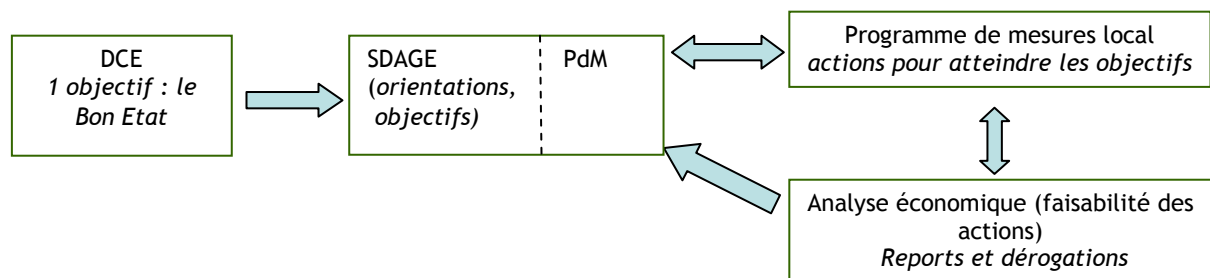 DCE
1 objectif : le
Bon Etat
SDAGE
(orientations,
objectifs)
PdM
Programme de mesures local
actions pour atteindre les objectifs
Analyse économique (faisabilité des
actions)
Reports et dérogations